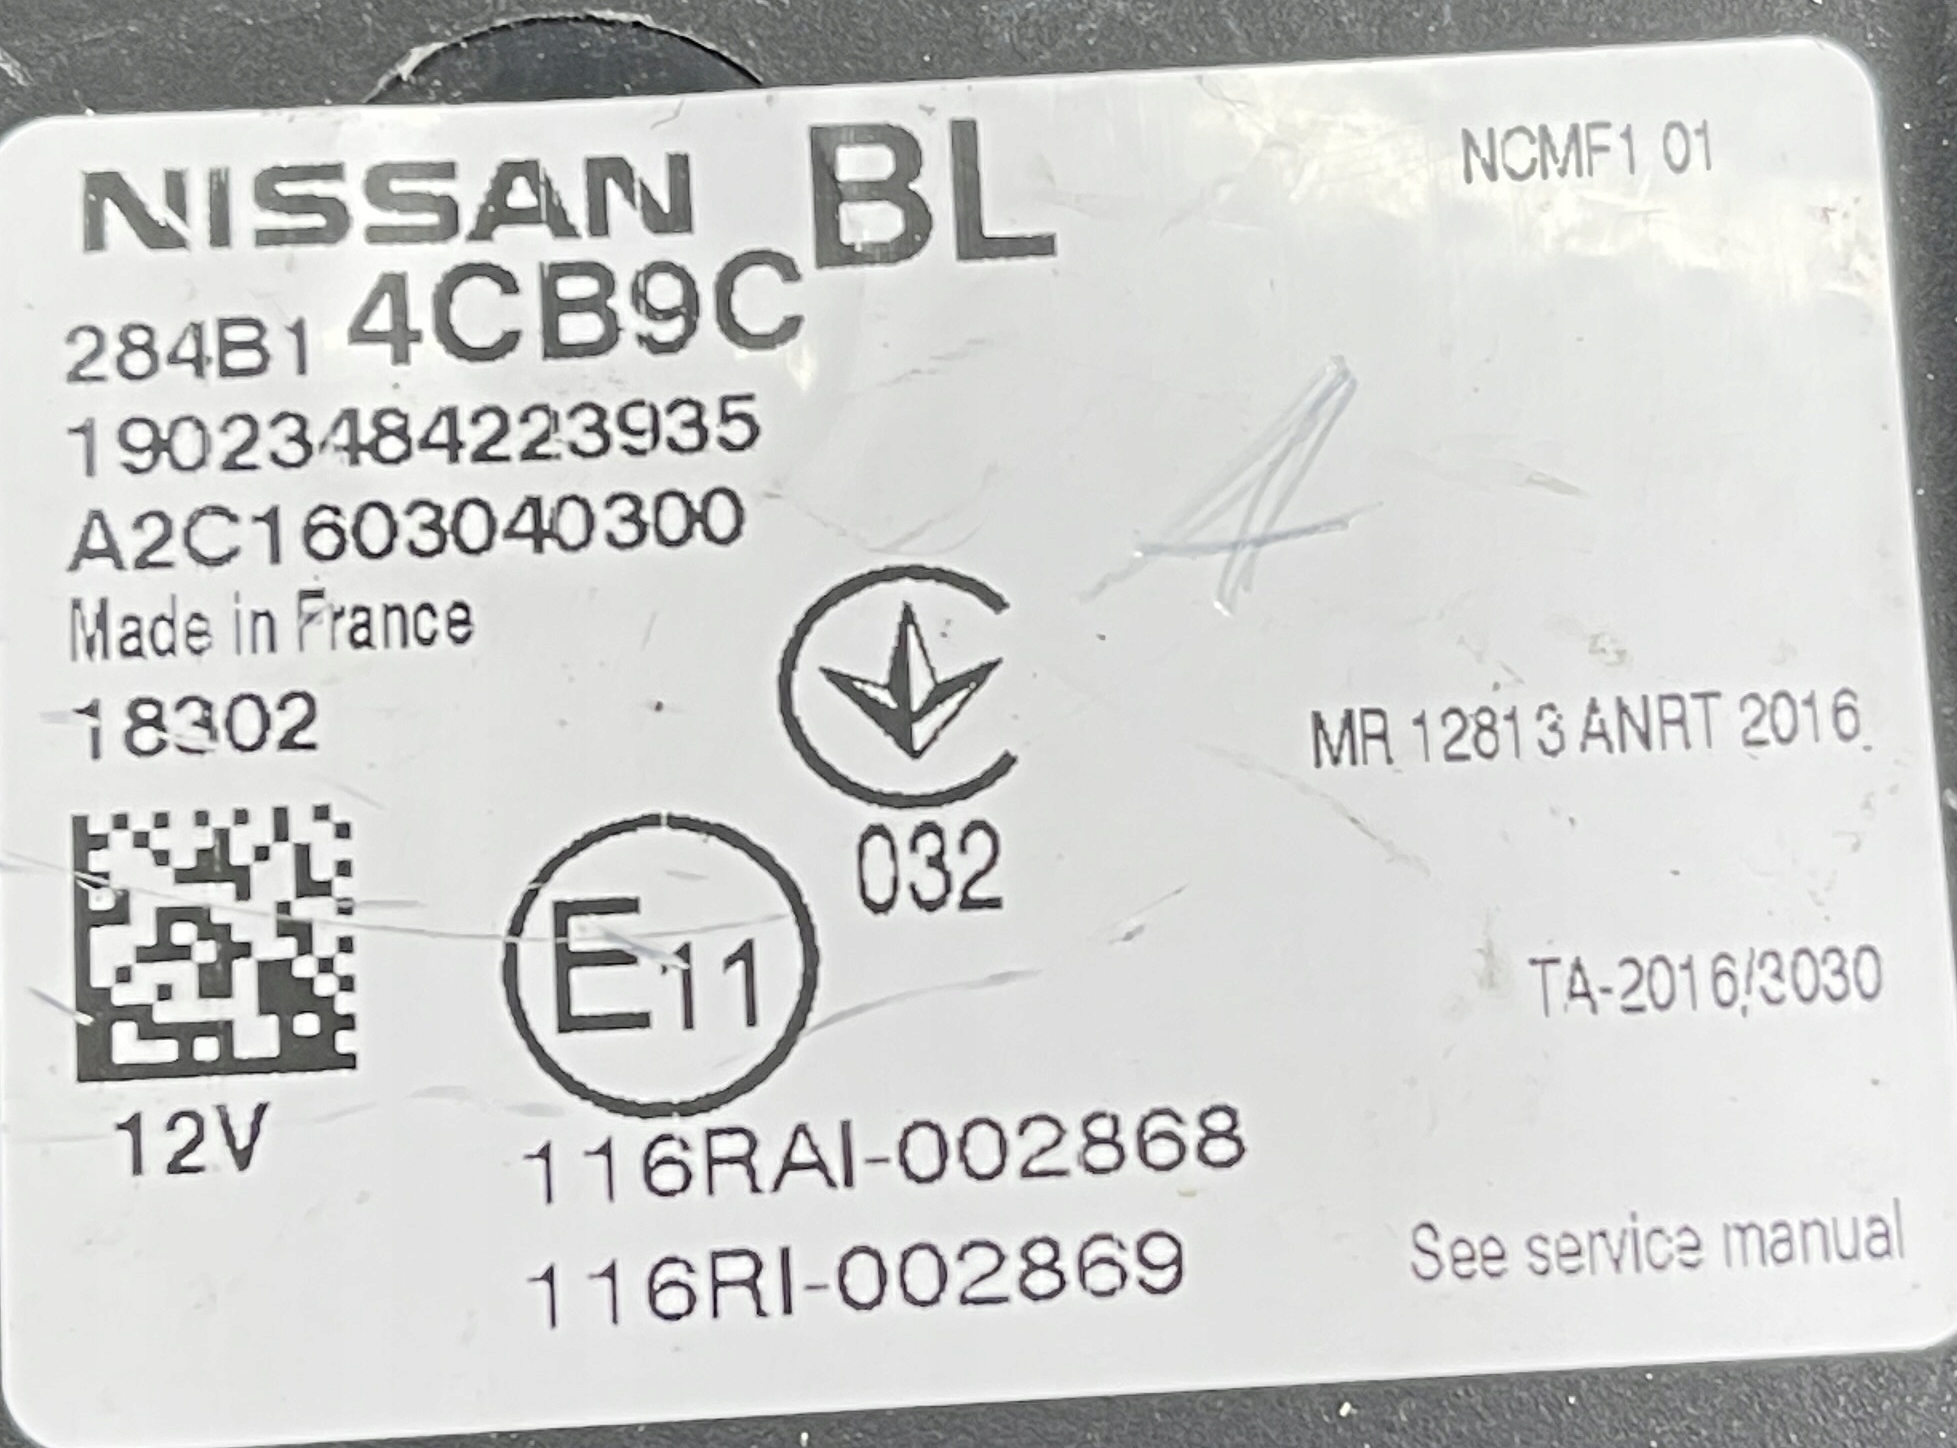 NISSAN BL
NCMF1 01
284B1 4CB9C
19023484223935
A2C1603040300
Made in France
18302
032
MR 12813 ANRT 2016
E11
TA-2016/3030
12V
116RAI-002868
116RI-002869
See service manual